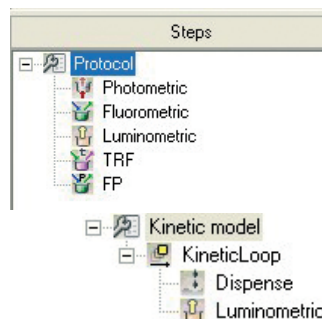 Steps
Protocol
Photometric
Fluorometric
Luminometric
TRF
FP
Kinetic model
KineticLoop
Dispense
Luminometric